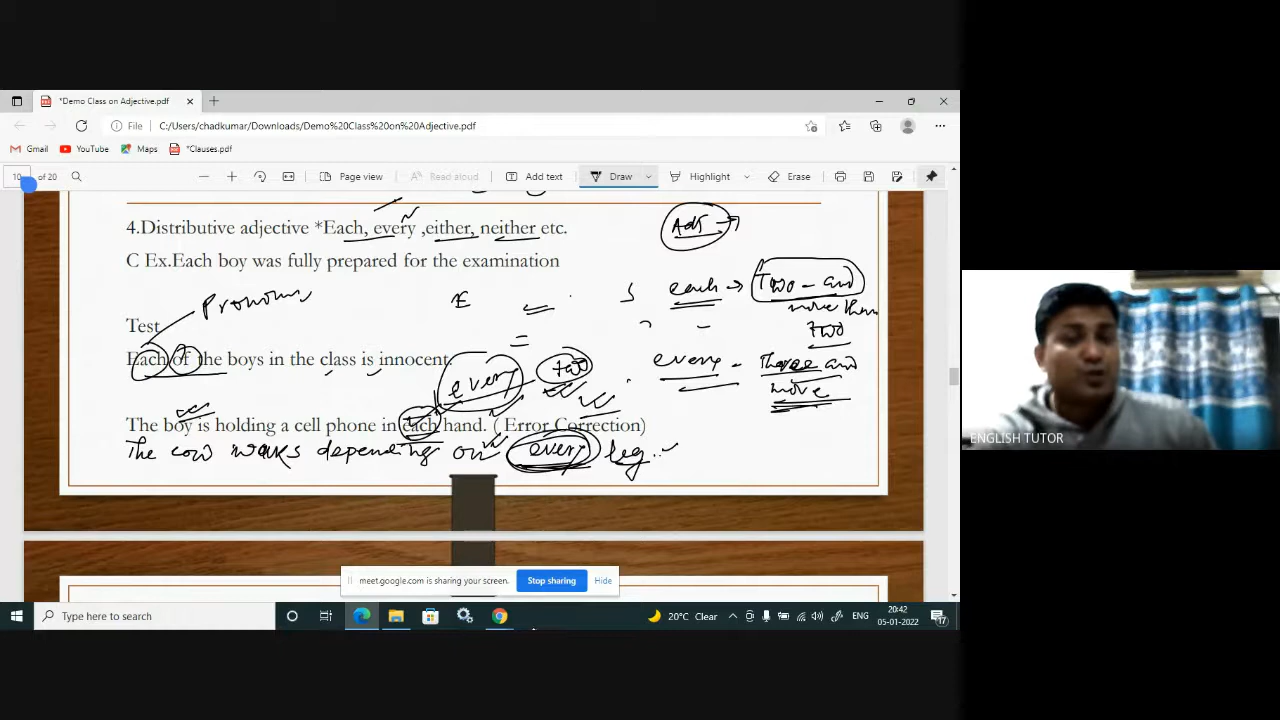 *Demo Class on Adjective.pdf
File C:/Users/chadkumar/Downloads/Demo%20Class%20on%20Adjective.pdf
Gmail YouTube Maps *Clauses.pdf
10 of 20 Page view Read aloud Add text Draw Highlight Erase
4.Distributive adjective *Each, every ,either, neither etc.
Adj
C Ex.Each boy was fully prepared for the examination
Pronoun
each → Two - and
more than
two
Test
Each of the boys in the class is innocent.
every two
every - Three and
more
The boy is holding a cell phone in each hand. ( Error Correction)
The cow walks depending on every leg.
ENGLISH TUTOR
meet.google.com is sharing your screen. Stop sharing Hide
Type here to search
20°C Clear ENG 20:42
05-01-2022 17